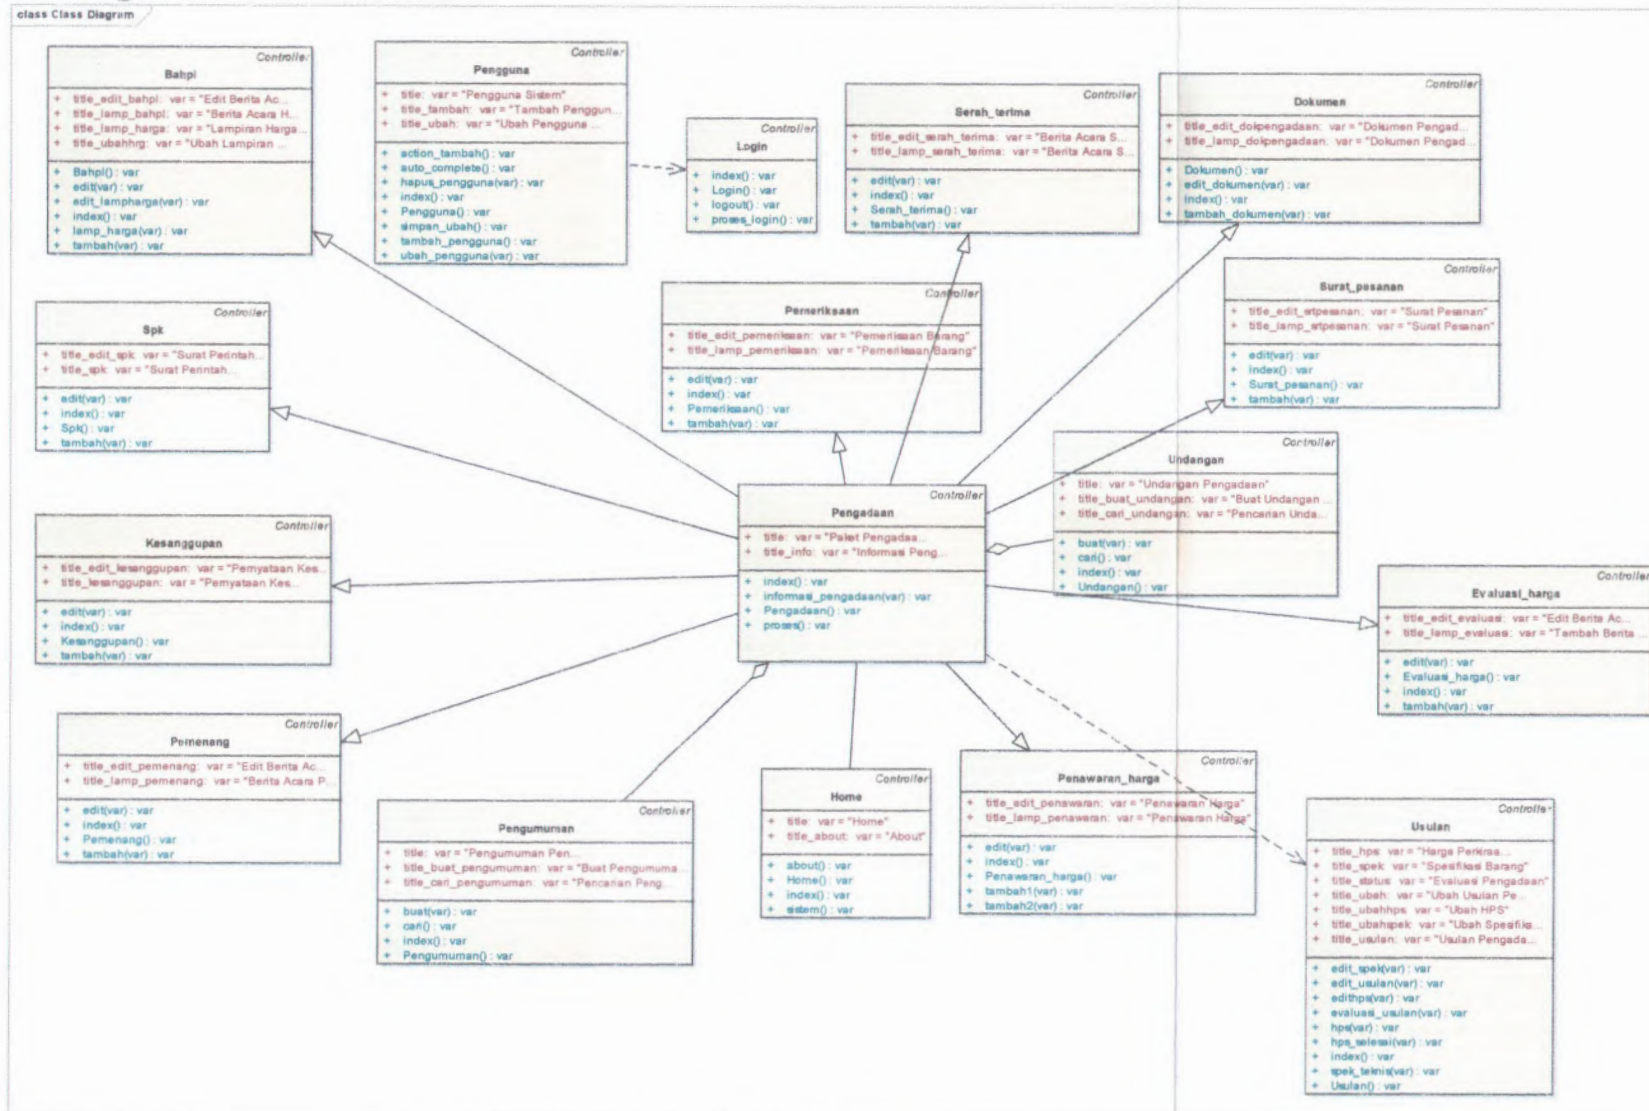 class Class Diagram
Controller
Bahpl
+ title_edit_bahpl: var = "Edit Berita Ac...
+ title_lamp_bahpl: var = "Berita Acara H...
+ title_lamp_harga: var = "Lampiran Harga...
+ title_ubahhrg: var = "Ubah Lampiran ...
+ Bahpl() : var
+ edit(var) : var
+ edit_lampharga(var) : var
+ index() : var
+ lamp_harga(var) : var
+ tambah(var) : var
Controller
Pengguna
+ title: var = "Pengguna Sistem"
+ title_tambah: var = "Tambah Penggun...
+ title_ubah: var = "Ubah Pengguna ...
+ action_tambah() : var
+ auto_complete() : var
+ hapus_pengguna(var) : var
+ index() : var
+ Pengguna() : var
+ simpan_ubah() : var
+ tambah_pengguna() : var
+ ubah_pengguna(var) : var
Controller
Login
+ index() : var
+ Login() : var
+ logout() : var
+ proses_login() : var
Controller
Serah_terima
+ title_edit_serah_terima: var = "Berita Acara S...
+ title_lamp_serah_terima: var = "Berita Acara S...
+ edit(var) : var
+ index() : var
+ Serah_terima() : var
+ tambah(var) : var
Controller
Dokumen
+ title_edit_dokpengadaan: var = "Dokumen Pengad...
+ title_lamp_dokpengadaan: var = "Dokumen Pengad...
+ Dokumen() : var
+ edit_dokumen(var) : var
+ index() : var
+ tambah_dokumen(var) : var
Controller
Spk
+ title_edit_spk: var = "Surat Perintah...
+ title_spk: var = "Surat Perintah...
+ edit(var) : var
+ index() : var
+ Spk() : var
+ tambah(var) : var
Controller
Pemeriksaan
+ title_edit_pemeriksaan: var = "Pemeriksaan Barang"
+ title_lamp_pemeriksaan: var = "Pemeriksaan Barang"
+ edit(var) : var
+ index() : var
+ Pemeriksaan() : var
+ tambah(var) : var
Controller
Surat_pesanan
+ title_edit_srtpesanan: var = "Surat Pesanan"
+ title_lamp_srtpesanan: var = "Surat Pesanan"
+ edit(var) : var
+ index() : var
+ Surat_pesanan() : var
+ tambah(var) : var
Controller
Undangan
+ title: var = "Undangan Pengadaan"
+ title_buat_undangan: var = "Buat Undangan ...
+ title_cari_undangan: var = "Pencarian Unda...
+ buat(var) : var
+ cari() : var
+ index() : var
+ Undangan() : var
Controller
Pengadaan
+ title: var = "Paket Pengadaa...
+ title_info: var = "Informasi Peng...
+ index() : var
+ informasi_pengadaan(var) : var
+ Pengadaan() : var
+ proses() : var
Controller
Kesanggupan
+ title_edit_kesanggupan: var = "Pernyataan Kes...
+ title_kesanggupan: var = "Pernyataan Kes...
+ edit(var) : var
+ index() : var
+ Kesanggupan() : var
+ tambah(var) : var
Controller
Evaluasi_harga
+ title_edit_evaluasi: var = "Edit Berita Ac...
+ title_lamp_evaluasi: var = "Tambah Berita ...
+ edit(var) : var
+ Evaluasi_harga() : var
+ index() : var
+ tambah(var) : var
Controller
Pemenang
+ title_edit_pemenang: var = "Edit Berita Ac...
+ title_lamp_pemenang: var = "Berita Acara P...
+ edit(var) : var
+ index() : var
+ Pemenang() : var
+ tambah(var) : var
Controller
Pengumuman
+ title: var = "Pengumuman Pen...
+ title_buat_pengumuman: var = "Buat Pengumuma...
+ title_cari_pengumuman: var = "Pencarian Peng...
+ buat(var) : var
+ cari() : var
+ index() : var
+ Pengumuman() : var
Controller
Home
+ title: var = "Home"
+ title_about: var = "About"
+ about() : var
+ Home() : var
+ index() : var
+ sistem() : var
Controller
Penawaran_harga
+ title_edit_penawaran: var = "Penawaran Harga"
+ title_lamp_penawaran: var = "Penawaran Harga"
+ edit(var) : var
+ index() : var
+ Penawaran_harga() : var
+ tambah1(var) : var
+ tambah2(var) : var
Controller
Usulan
+ title_hps: var = "Harga Perkiraa...
+ title_spek: var = "Spesifikasi Barang"
+ title_status: var = "Evaluasi Pengadaan"
+ title_ubah: var = "Ubah Usulan Pe...
+ title_ubahhps: var = "Ubah HPS"
+ title_ubahspek: var = "Ubah Spesifika...
+ title_usulan: var = "Usulan Pengada...
+ edit_spek(var) : var
+ edit_usulan(var) : var
+ edithps(var) : var
+ evaluasi_usulan(var) : var
+ hps(var) : var
+ hps_selesai(var) : var
+ index() : var
+ spek_teknis(var) : var
+ Usulan() : var